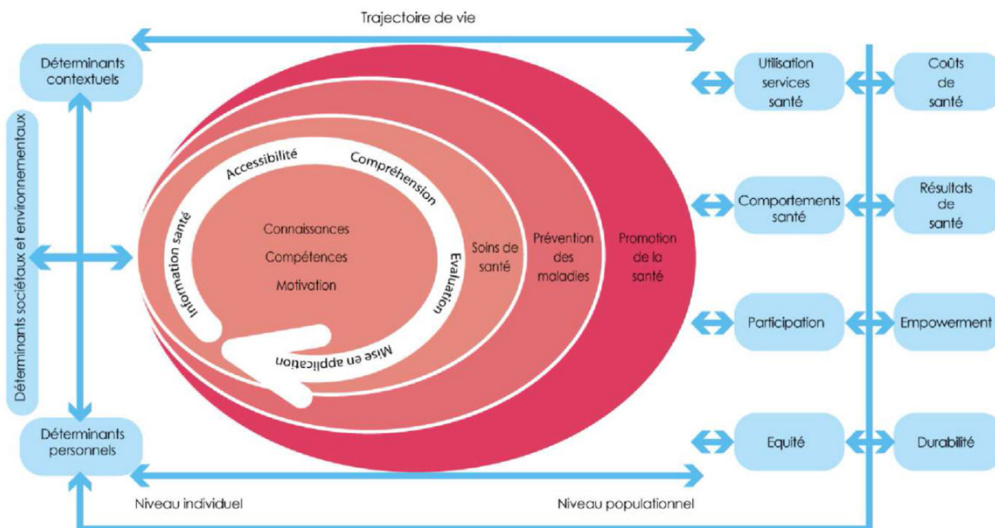 Trajectoire de vie
Déterminants
contextuels
Déterminants sociétaux et environnementaux
Déterminants
personnels
Information santé
Accessibilité
Compréhension
Evaluation
Mise en application
Connaissances
Compétences
Motivation
Soins de
santé
Prévention
des
maladies
Promotion
de la
santé
Utilisation
services
santé
Coûts
de
santé
Comportements
santé
Résultats
de
santé
Participation
Empowerment
Equité
Durabilité
Niveau individuel
Niveau populationnel